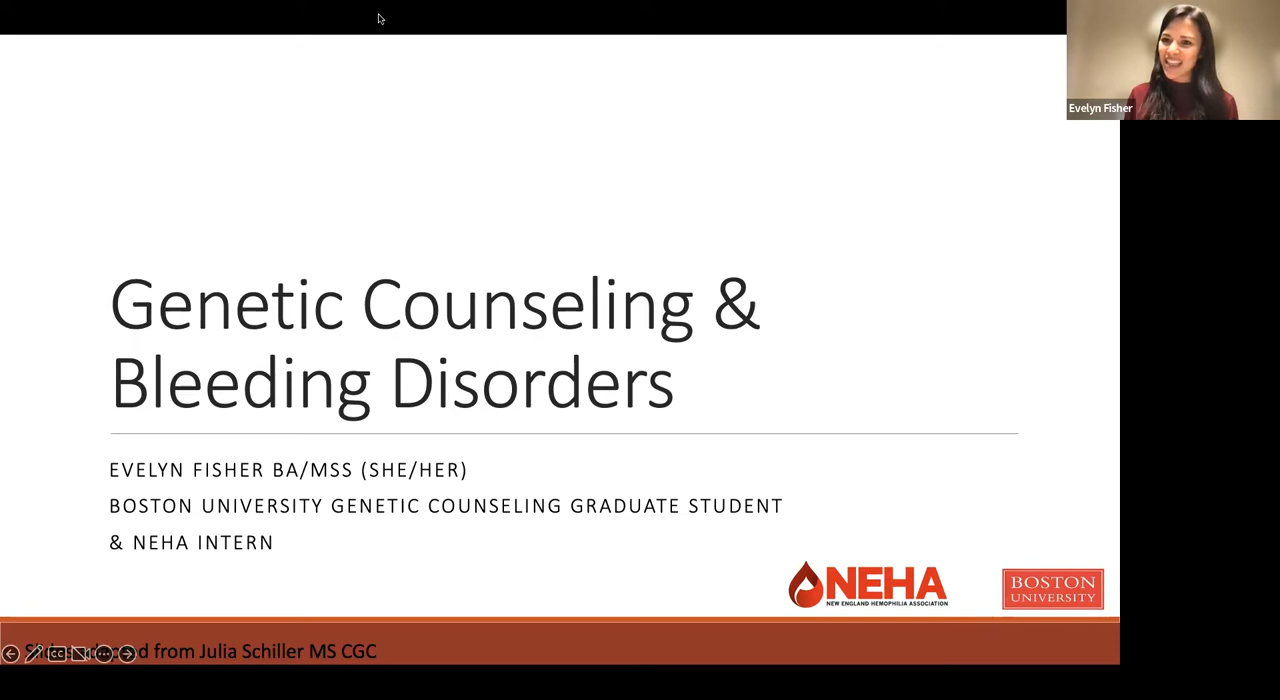 Evelyn Fisher
Genetic Counseling &
Bleeding Disorders
EVELYN FISHER BA/MSS (SHE/HER)
BOSTON UNIVERSITY GENETIC COUNSELING GRADUATE STUDENT
& NEHA INTERN
NEHA
NEW ENGLAND HEMOPHILIA ASSOCIATION
BOSTON
UNIVERSITY
from Julia Schiller MS CGC